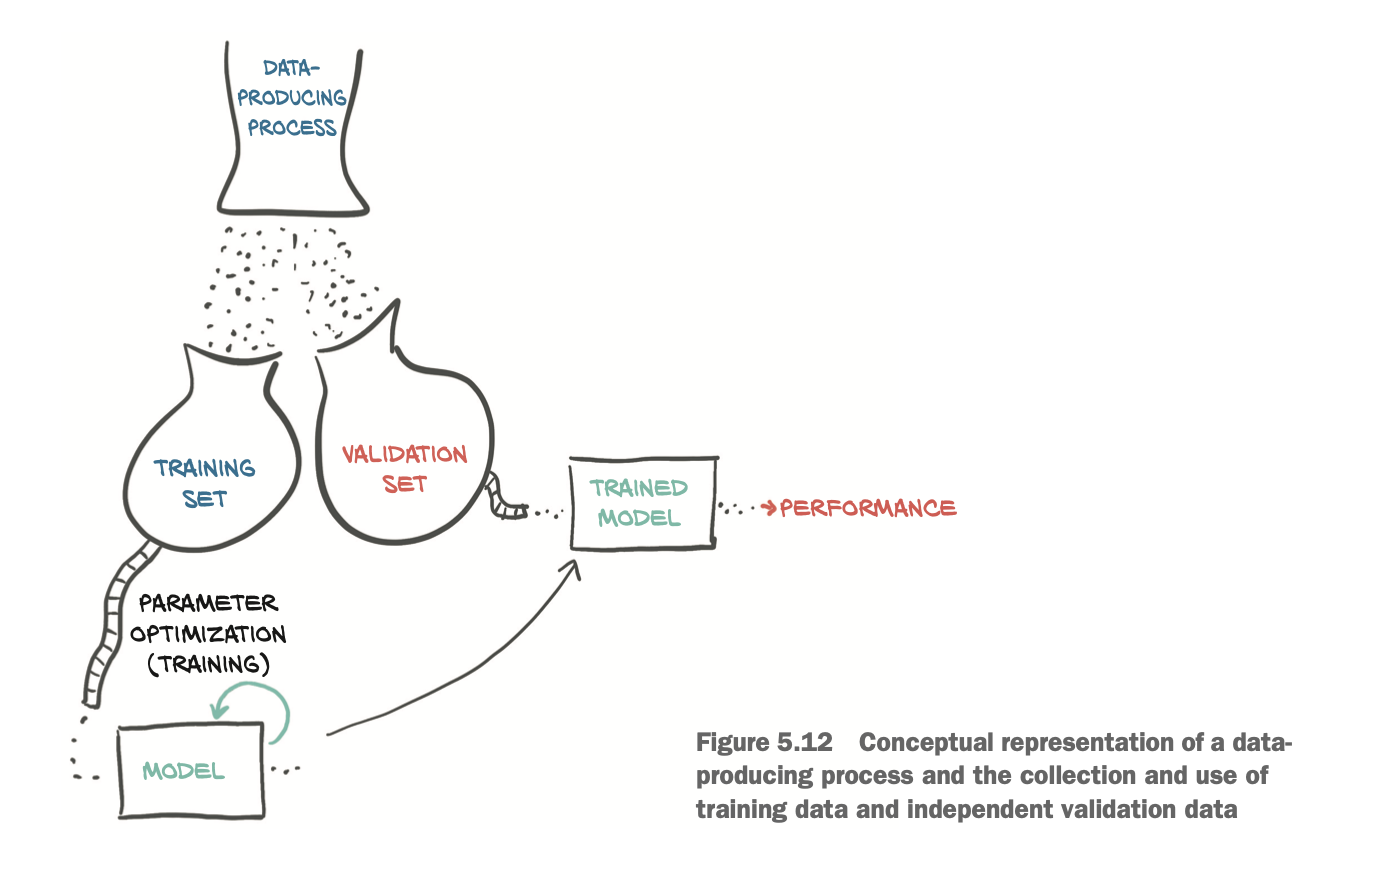 DATA-
PRODUCING
PROCESS
TRAINING
SET
VALIDATION
SET
TRAINED
MODEL
PERFORMANCE
PARAMETER
OPTIMIZATION
(TRAINING)
MODEL
Figure 5.12 Conceptual representation of a data-
producing process and the collection and use of
training data and independent validation data